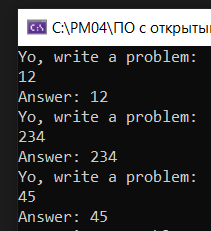 C:\PM04\ПО с открыты
Yo, write a problem:
12
Answer: 12
Yo, write a problem:
234
Answer: 234
Yo, write a problem:
45
Answer: 45